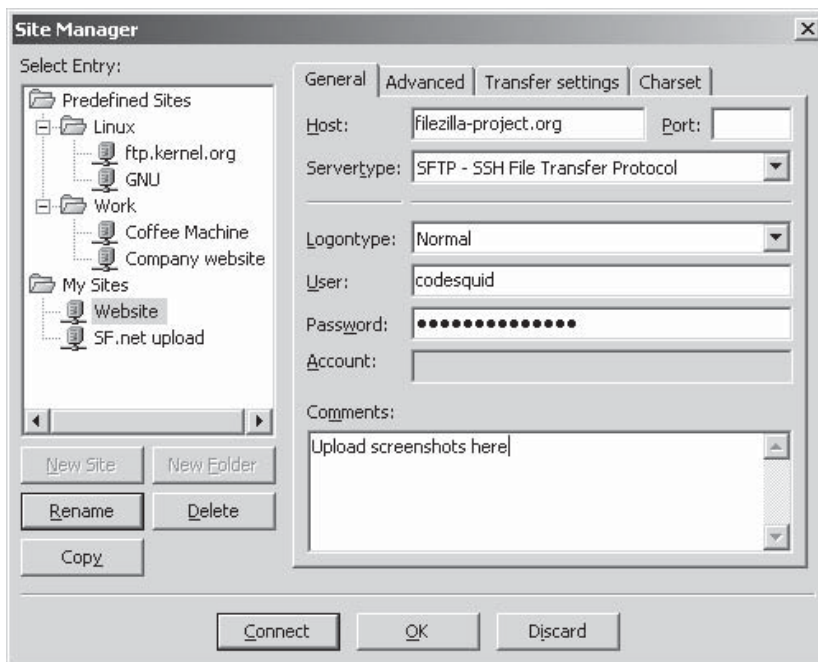 Site Manager
Select Entry:
Predefined Sites
Linux
ftp.kernel.org
GNU
Work
Coffee Machine
Company website
My Sites
Website
SF.net upload
New Site
New Folder
Rename
Delete
Copy
General
Advanced
Transfer settings
Charset
Host:
filezilla-project.org
Port:
Servertype:
SFTP - SSH File Transfer Protocol
Logontype:
Normal
User:
codesquid
Password:
••••••••••••••
Account:
Comments:
Upload screenshots here
Connect
OK
Discard